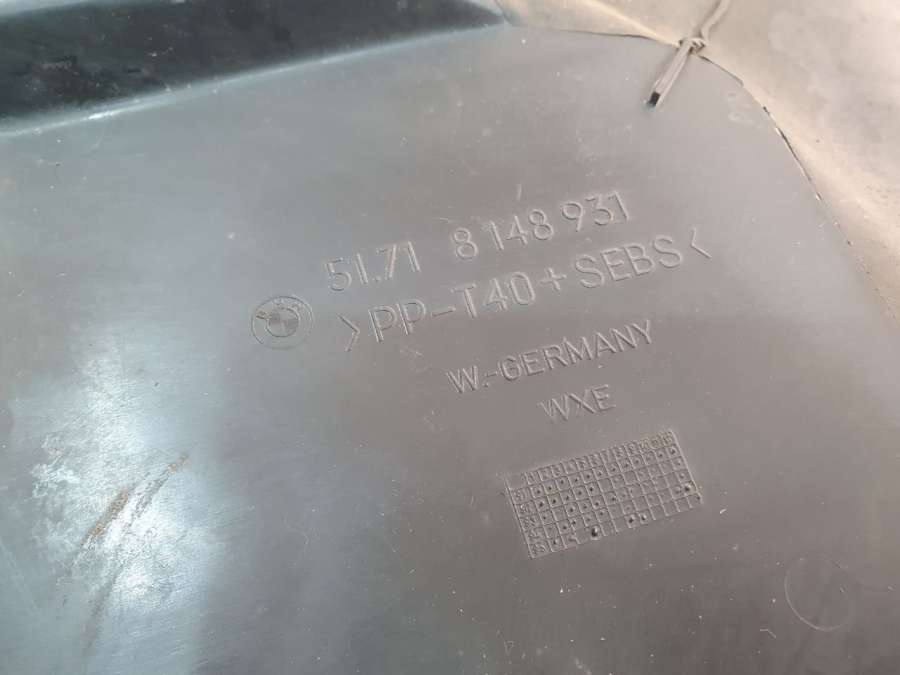 51.71 8 148 931
>PP-T40+SEBS<
W.-GERMANY
WXE